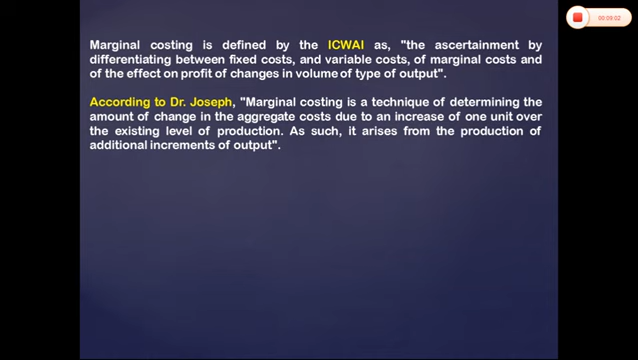 00:09:02
Marginal costing is defined by the ICWAI as, "the ascertainment by
differentiating between fixed costs, and variable costs, of marginal costs and
of the effect on profit of changes in volume of type of output".
According to Dr. Joseph, "Marginal costing is a technique of determining the
amount of change in the aggregate costs due to an increase of one unit over
the existing level of production. As such, it arises from the production of
additional increments of output".